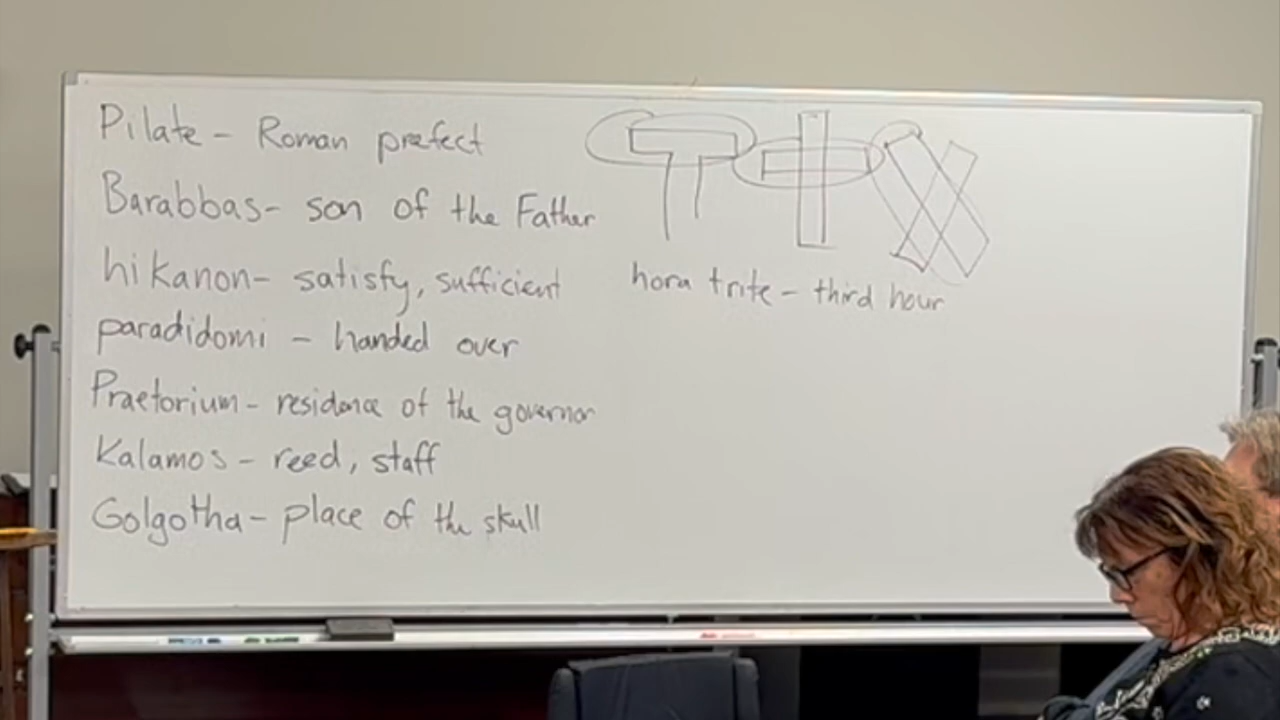 Pilate - Roman prefect
Barabbas - son of the Father
hikanon - satisfy, sufficient
paradidomi - handed over
Praetorium - residence of the governor
Kalamos - reed, staff
Golgotha - place of the skull
hora trite - third hour